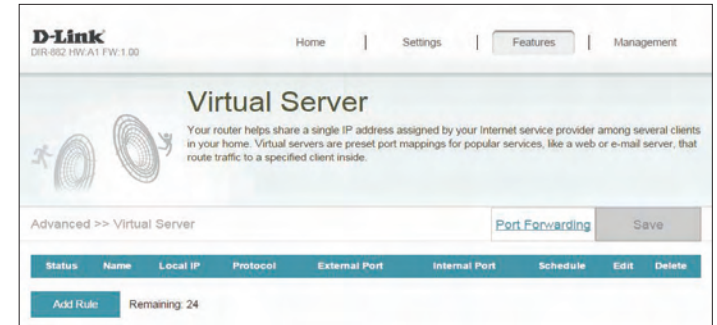 D-Link
DIR-882 HW:A1 FW:1.00
Home | Settings | Features | Management
Virtual Server
Your router helps share a single IP address assigned by your Internet service provider among several clients
in your home. Virtual servers are preset port mappings for popular services, like a web or e-mail server, that
route traffic to a specified client inside.
Advanced >> Virtual Server
Port Forwarding
Save
Status Name Local IP Protocol External Port Internal Port Schedule Edit Delete
Add Rule Remaining: 24